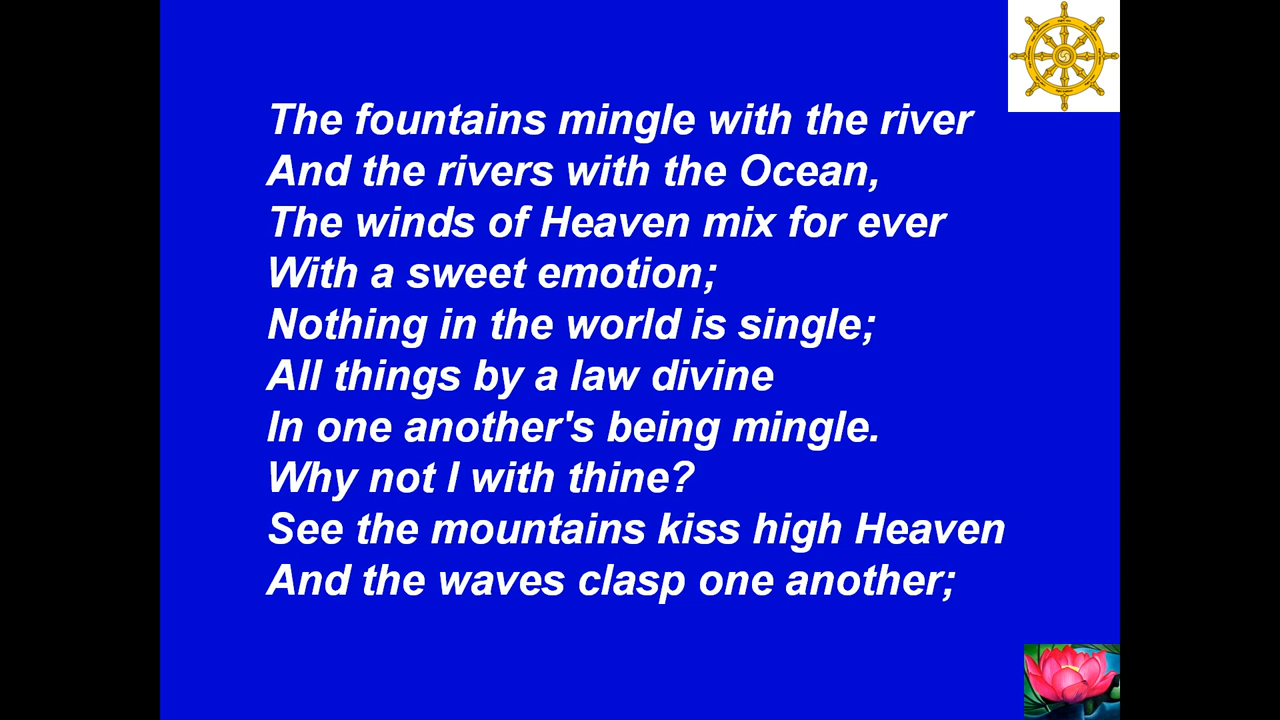 The fountains mingle with the river
And the rivers with the Ocean,
The winds of Heaven mix for ever
With a sweet emotion;
Nothing in the world is single;
All things by a law divine
In one another's being mingle.
Why not I with thine?
See the mountains kiss high Heaven
And the waves clasp one another;